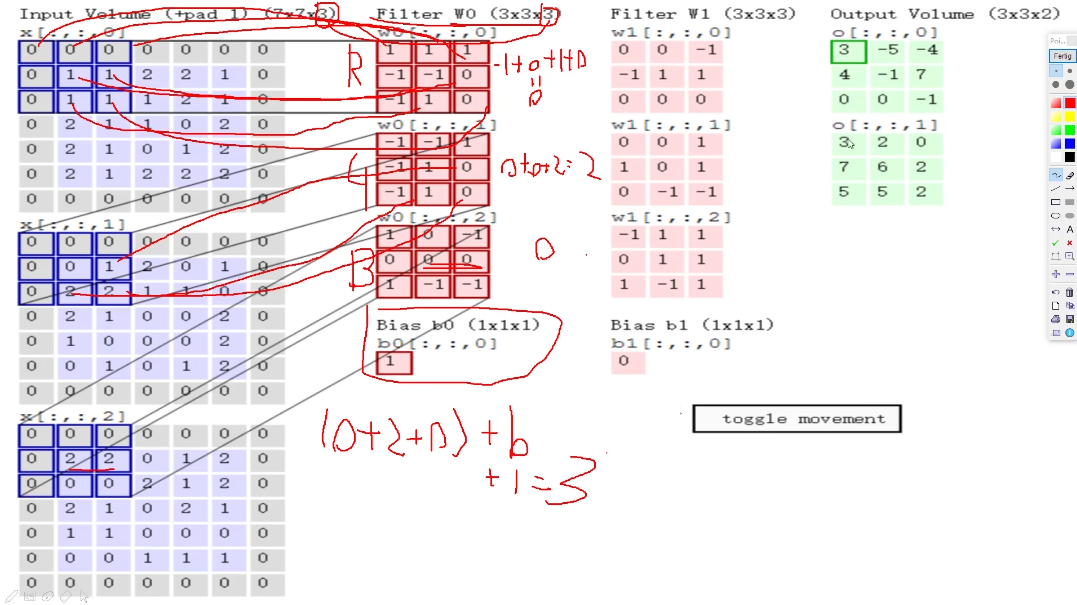 Input Volume (+pad 1) (7x7x3)
x[:,:,0]
0 0 0 0 0 0 0
0 1 1 2 2 1 0
0 1 1 1 2 1 0
0 2 1 1 0 2 0
0 2 1 0 1 2 0
0 2 1 2 2 2 0
0 0 0 0 0 0 0
x[:,:,1]
0 0 0 0 0 0 0
0 0 1 2 0 1 0
0 2 2 1 1 0 0
0 2 1 0 0 2 0
0 1 0 0 0 2 0
0 0 1 0 1 2 0
0 0 0 0 0 0 0
x[:,:,2]
0 0 0 0 0 0 0
0 2 2 0 1 2 0
0 0 0 2 1 2 0
0 2 1 0 2 1 0
0 1 1 0 0 0 0
0 0 0 1 1 1 0
0 0 0 0 0 0 0
Filter W0 (3x3x3)
w0[:,:,0]
1 1 1
-1 -1 0
-1 1 0
R
-1+0+1+0
=
0
w0[:,:,1]
-1 -1 1
-1 1 0
-1 1 0
G
0+0+2=2
w0[:,:,2]
1 0 -1
0 0 0
1 -1 -1
B
0
Bias b0 (1x1x1)
b0[:,:,0]
1
(0+2+0)+b
+1=3
Filter W1 (3x3x3)
w1[:,:,0]
0 0 -1
-1 1 1
0 0 0
w1[:,:,1]
0 0 1
1 0 1
0 -1 -1
w1[:,:,2]
-1 1 1
0 1 1
1 -1 1
Bias b1 (1x1x1)
b1[:,:,0]
0
toggle movement
Output Volume (3x3x2)
o[:,:,0]
3 -5 -4
4 -1 7
0 0 -1
o[:,:,1]
3 2 0
7 6 2
5 5 2
Poi...
Fertig
A